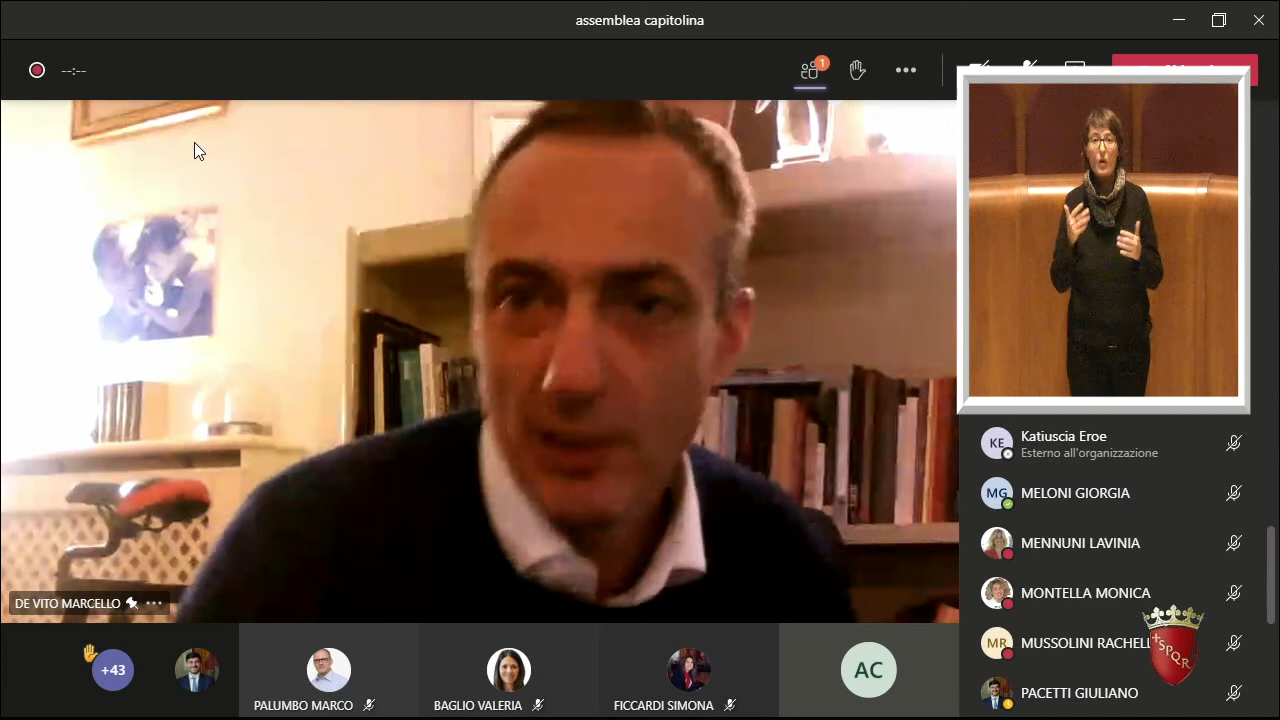 assemblea capitolina
--:--
1
Katiuscia Eroe
Esterno all'organizzazione
KE
MELONI GIORGIA
MG
MENNUNI LAVINIA
MONTELLA MONICA
MUSSOLINI RACHELL
MR
SPQR
PACETTI GIULIANO
DE VITO MARCELLO
+43
PALUMBO MARCO
BAGLIO VALERIA
FICCARDI SIMONA
AC